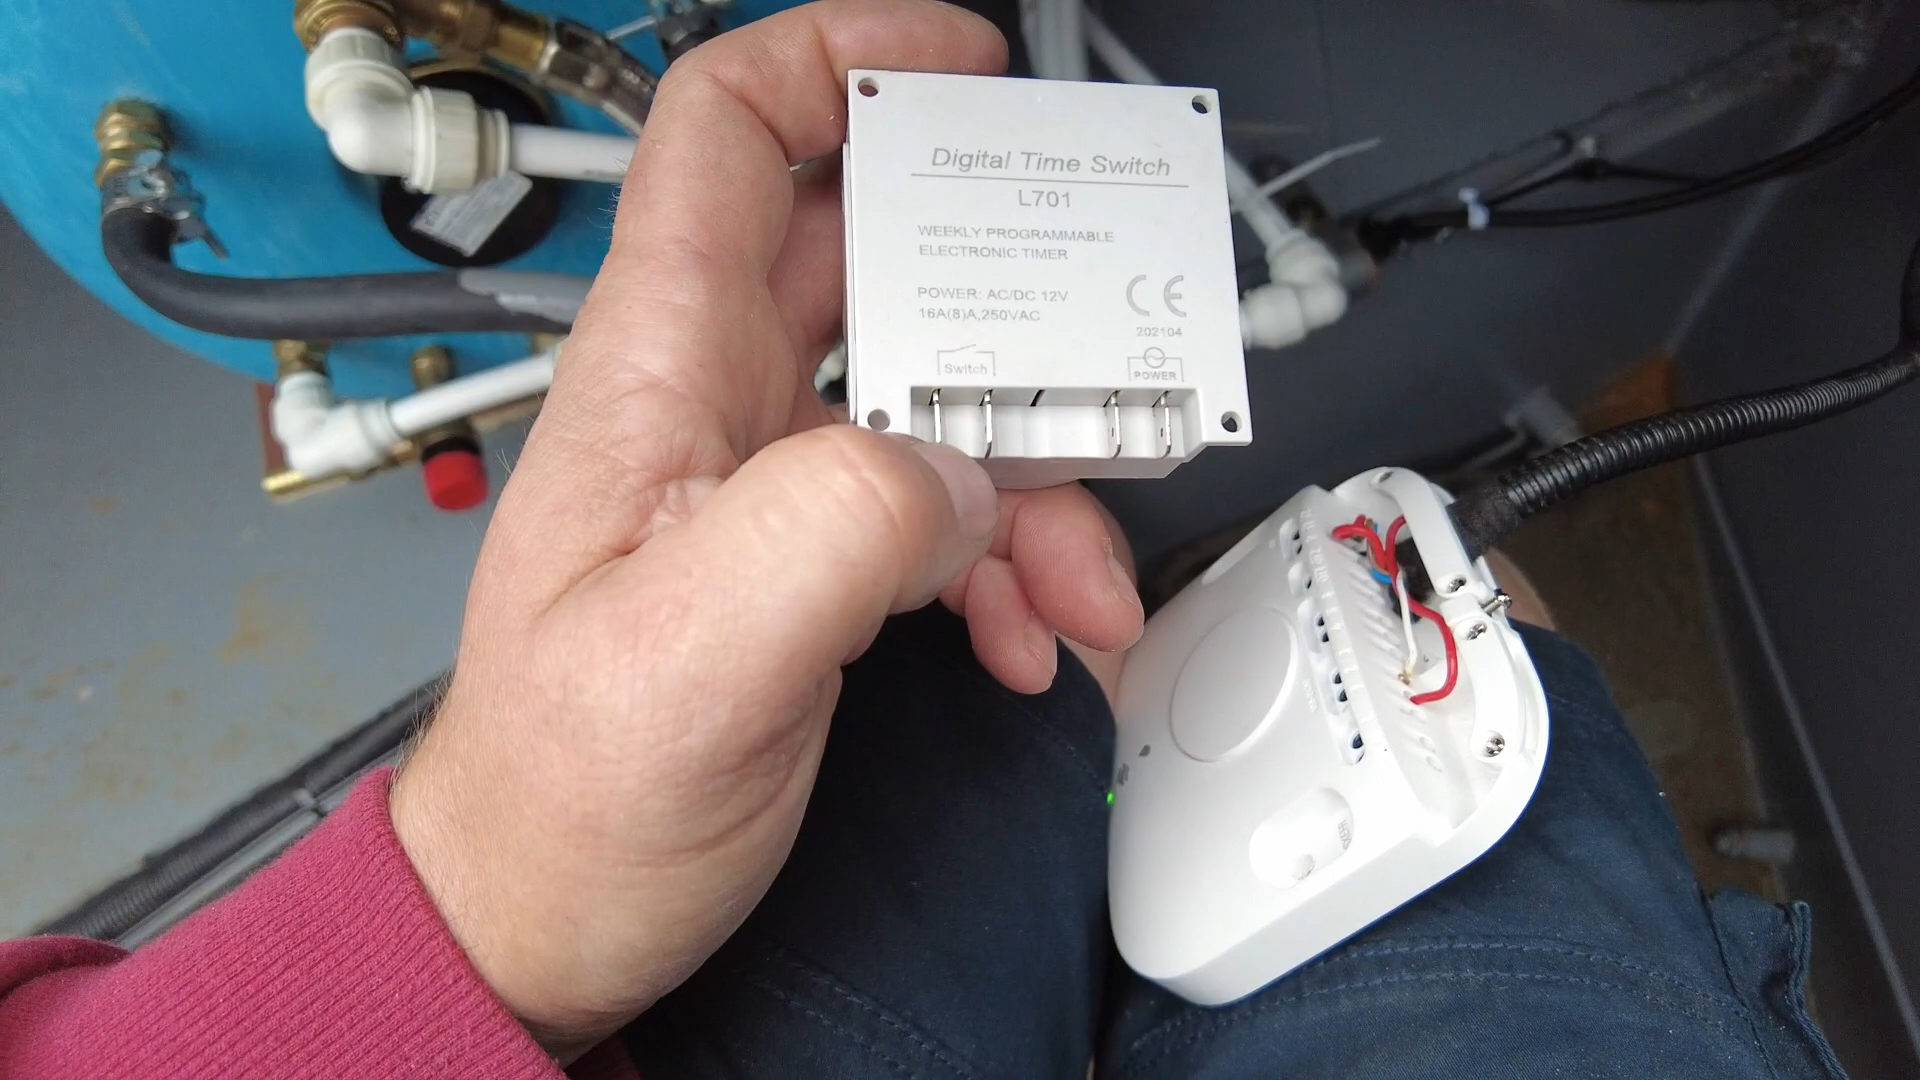 Digital Time Switch
L701
WEEKLY PROGRAMMABLE
ELECTRONIC TIMER
POWER: AC/DC 12V
16A(8)A,250VAC
CE
202104
Switch
POWER